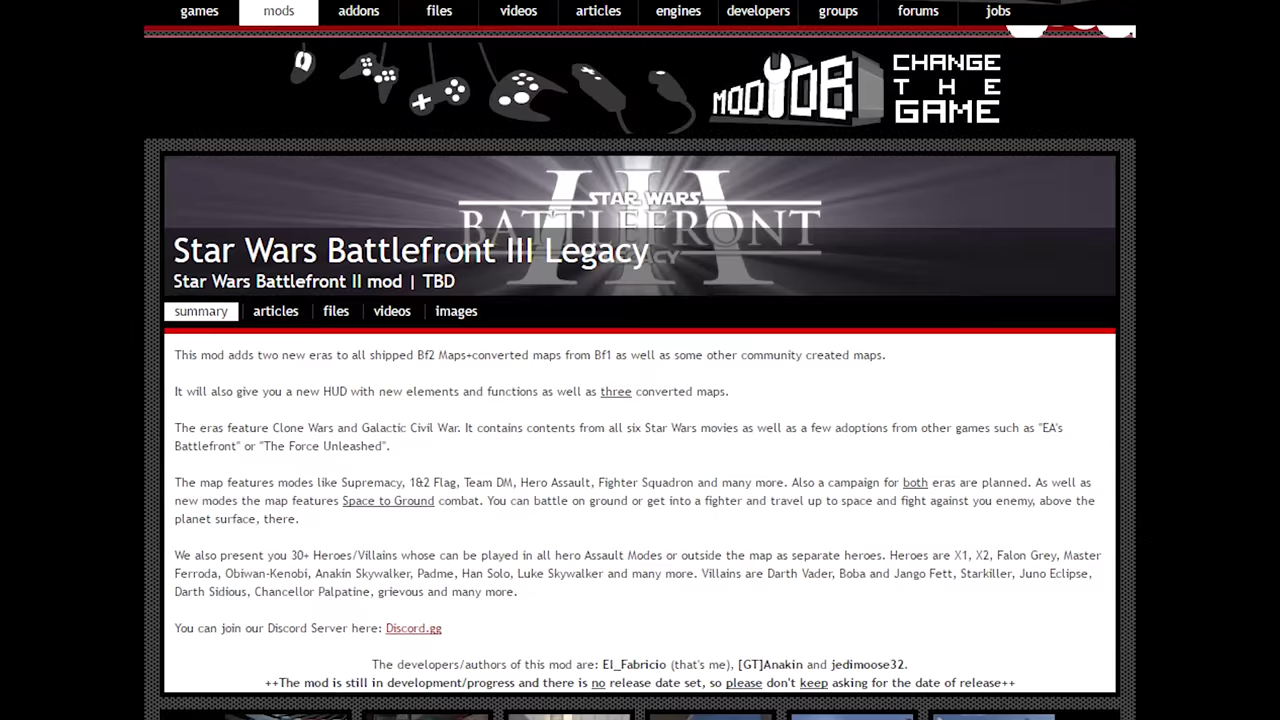 games mods addons files videos articles engines developers groups forums jobs
MOD DB CHANGE
THE
GAME
STAR WARS
BATTLEFRONT
III
Star Wars Battlefront III Legacy
Star Wars Battlefront II mod | TBD
summary articles files videos images
This mod adds two new eras to all shipped Bf2 Maps+converted maps from Bf1 as well as some other community created maps.
It will also give you a new HUD with new elements and functions as well as three converted maps.
The eras feature Clone Wars and Galactic Civil War. It contains contents from all six Star Wars movies as well as a few adoptions from other games such as "EA's
Battlefront" or "The Force Unleashed".
The map features modes like Supremacy, 1&2 Flag, Team DM, Hero Assault, Fighter Squadron and many more. Also a campaign for both eras are planned. As well as
new modes the map features Space to Ground combat. You can battle on ground or get into a fighter and travel up to space and fight against you enemy, above the
planet surface, there.
We also present you 30+ Heroes/Villains whose can be played in all hero Assault Modes or outside the map as separate heroes. Heroes are X1, X2, Falon Grey, Master
Ferroda, Obiwan-Kenobi, Anakin Skywalker, Padme, Han Solo, Luke Skywalker and many more. Villains are Darth Vader, Boba and Jango Fett, Starkiller, Juno Eclipse,
Darth Sidious, Chancellor Palpatine, grievous and many more.
You can join our Discord Server here: Discord.gg
The developers/authors of this mod are: El_Fabricio (that's me), [GT]Anakin and jedimoose32.
++The mod is still in development/progress and there is no release date set, so please don't keep asking for the date of release++